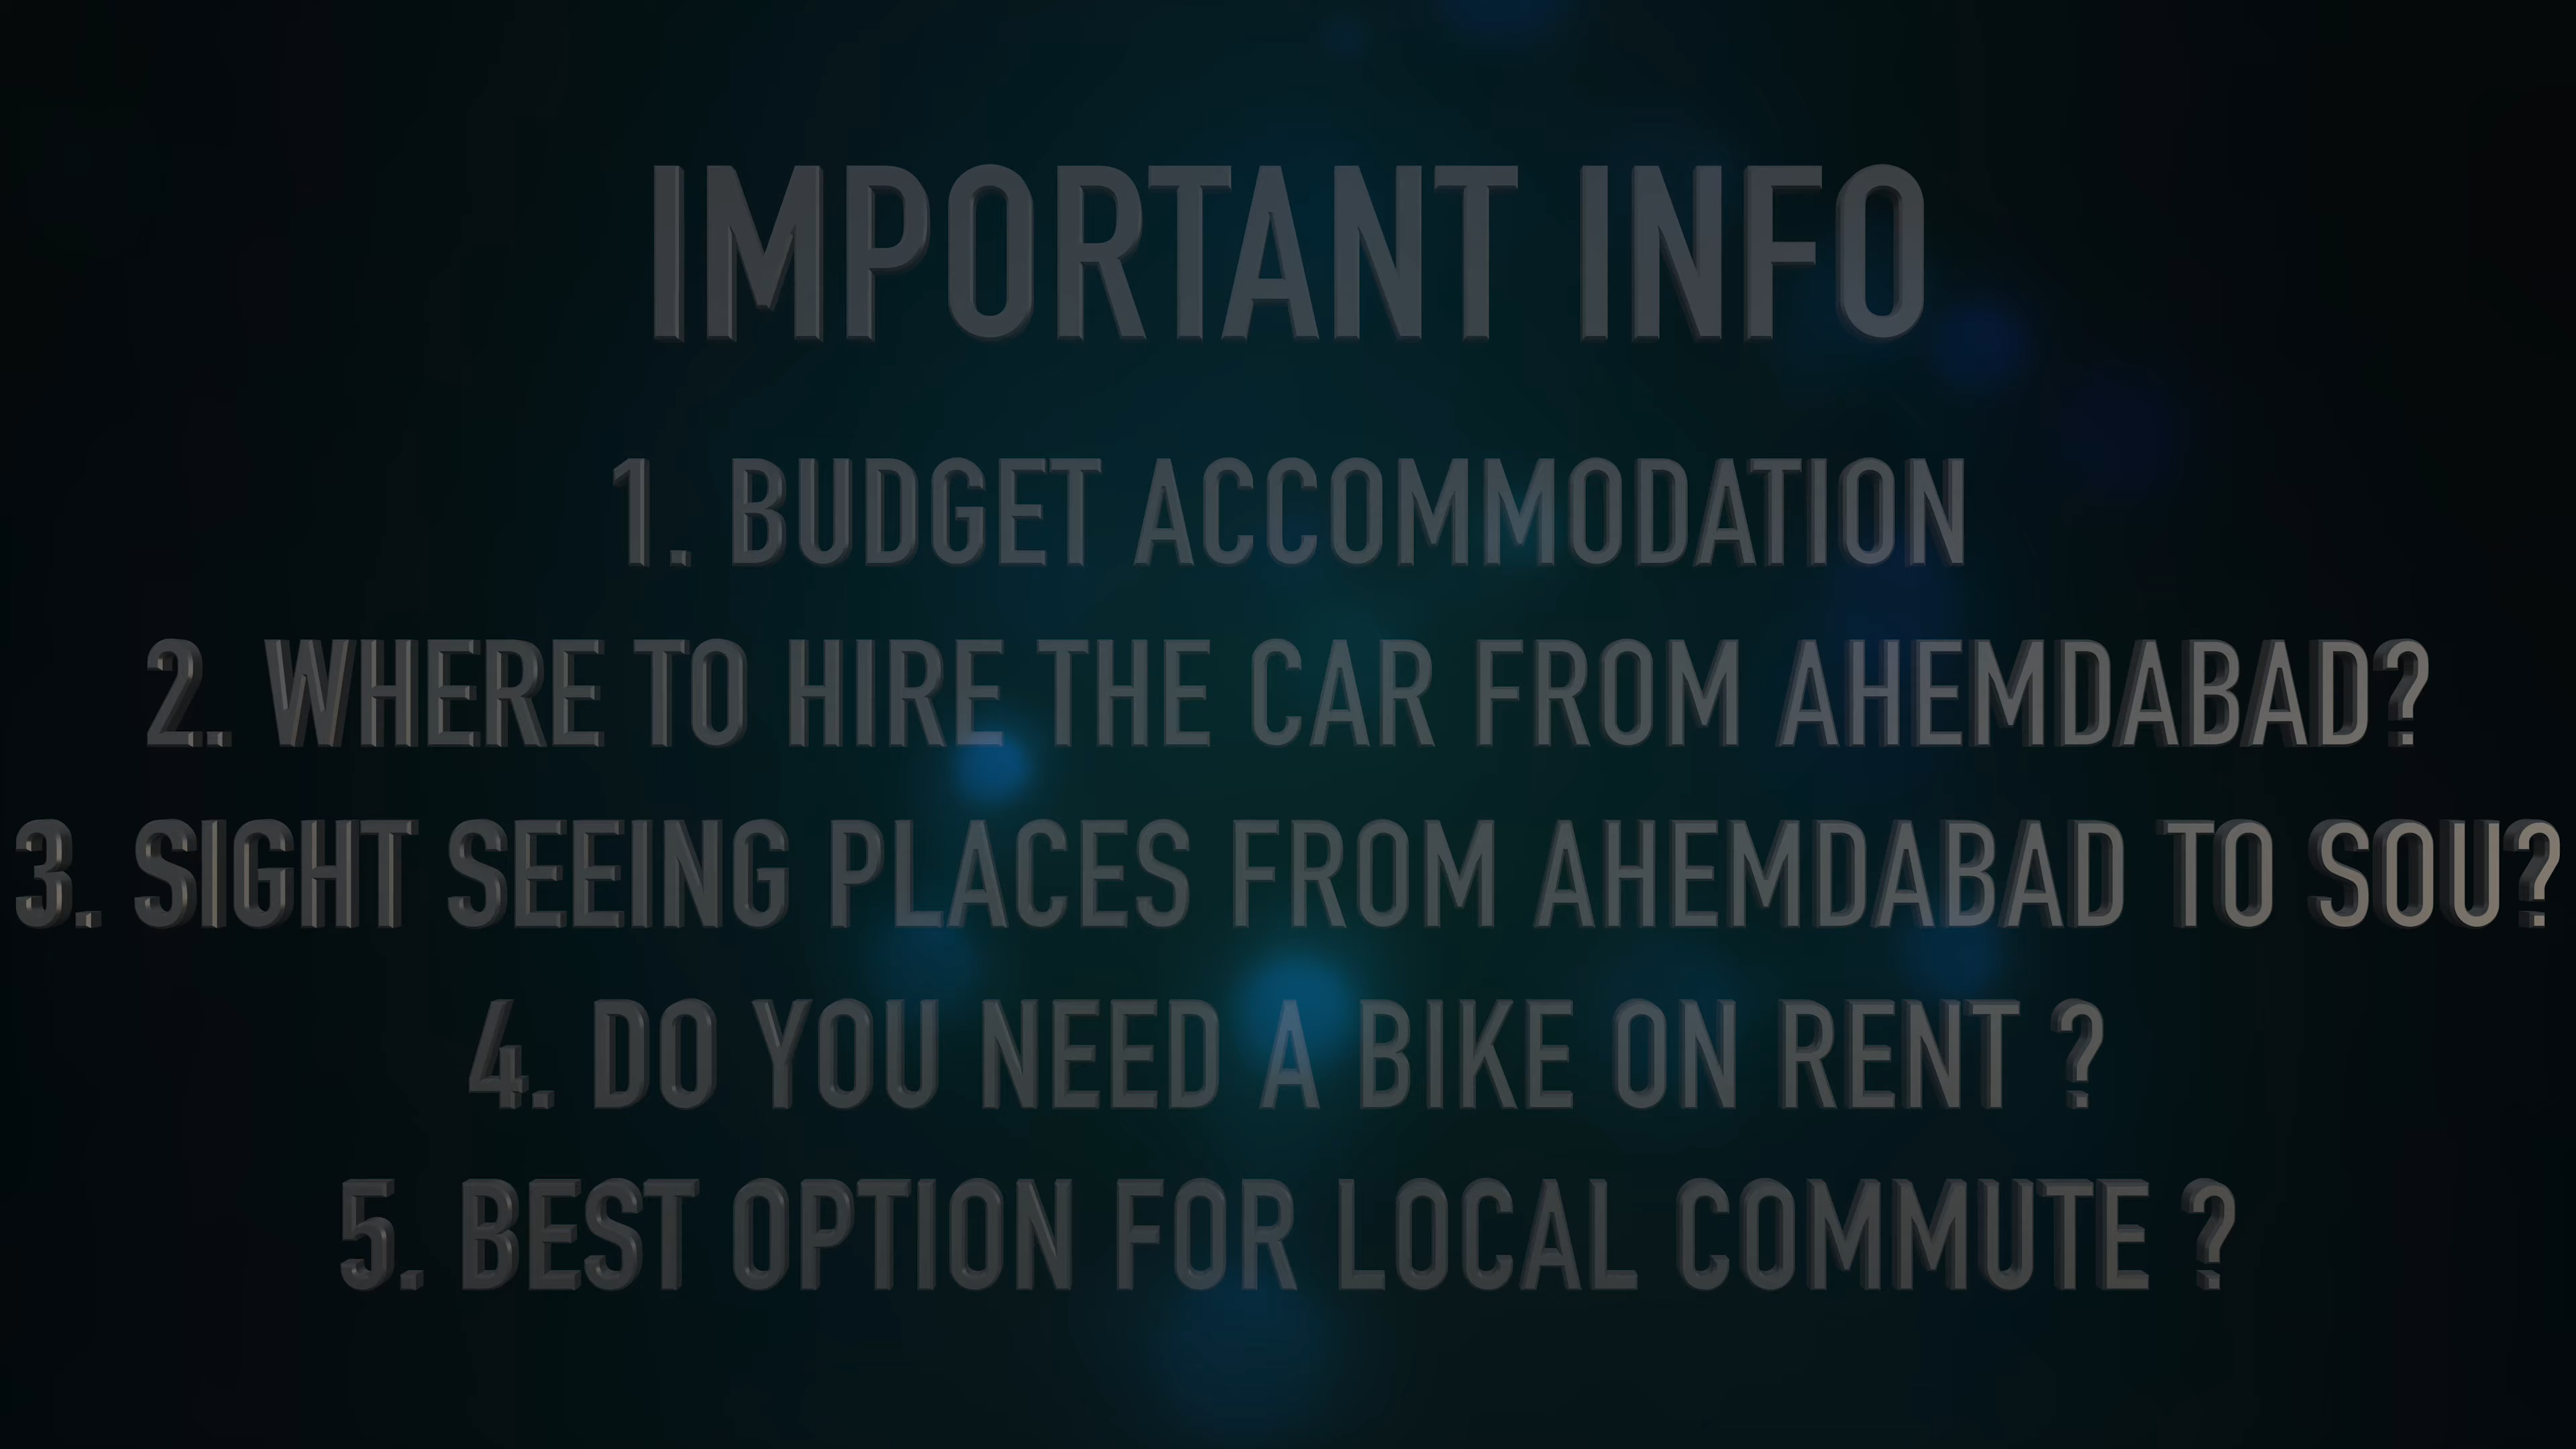 IMPORTANT INFO
1. BUDGET ACCOMMODATION
2. WHERE TO HIRE THE CAR FROM AHEMDABAD?
3. SIGHT SEEING PLACES FROM AHEMDABAD TO SOU?
4. DO YOU NEED A BIKE ON RENT ?
5. BEST OPTION FOR LOCAL COMMUTE ?